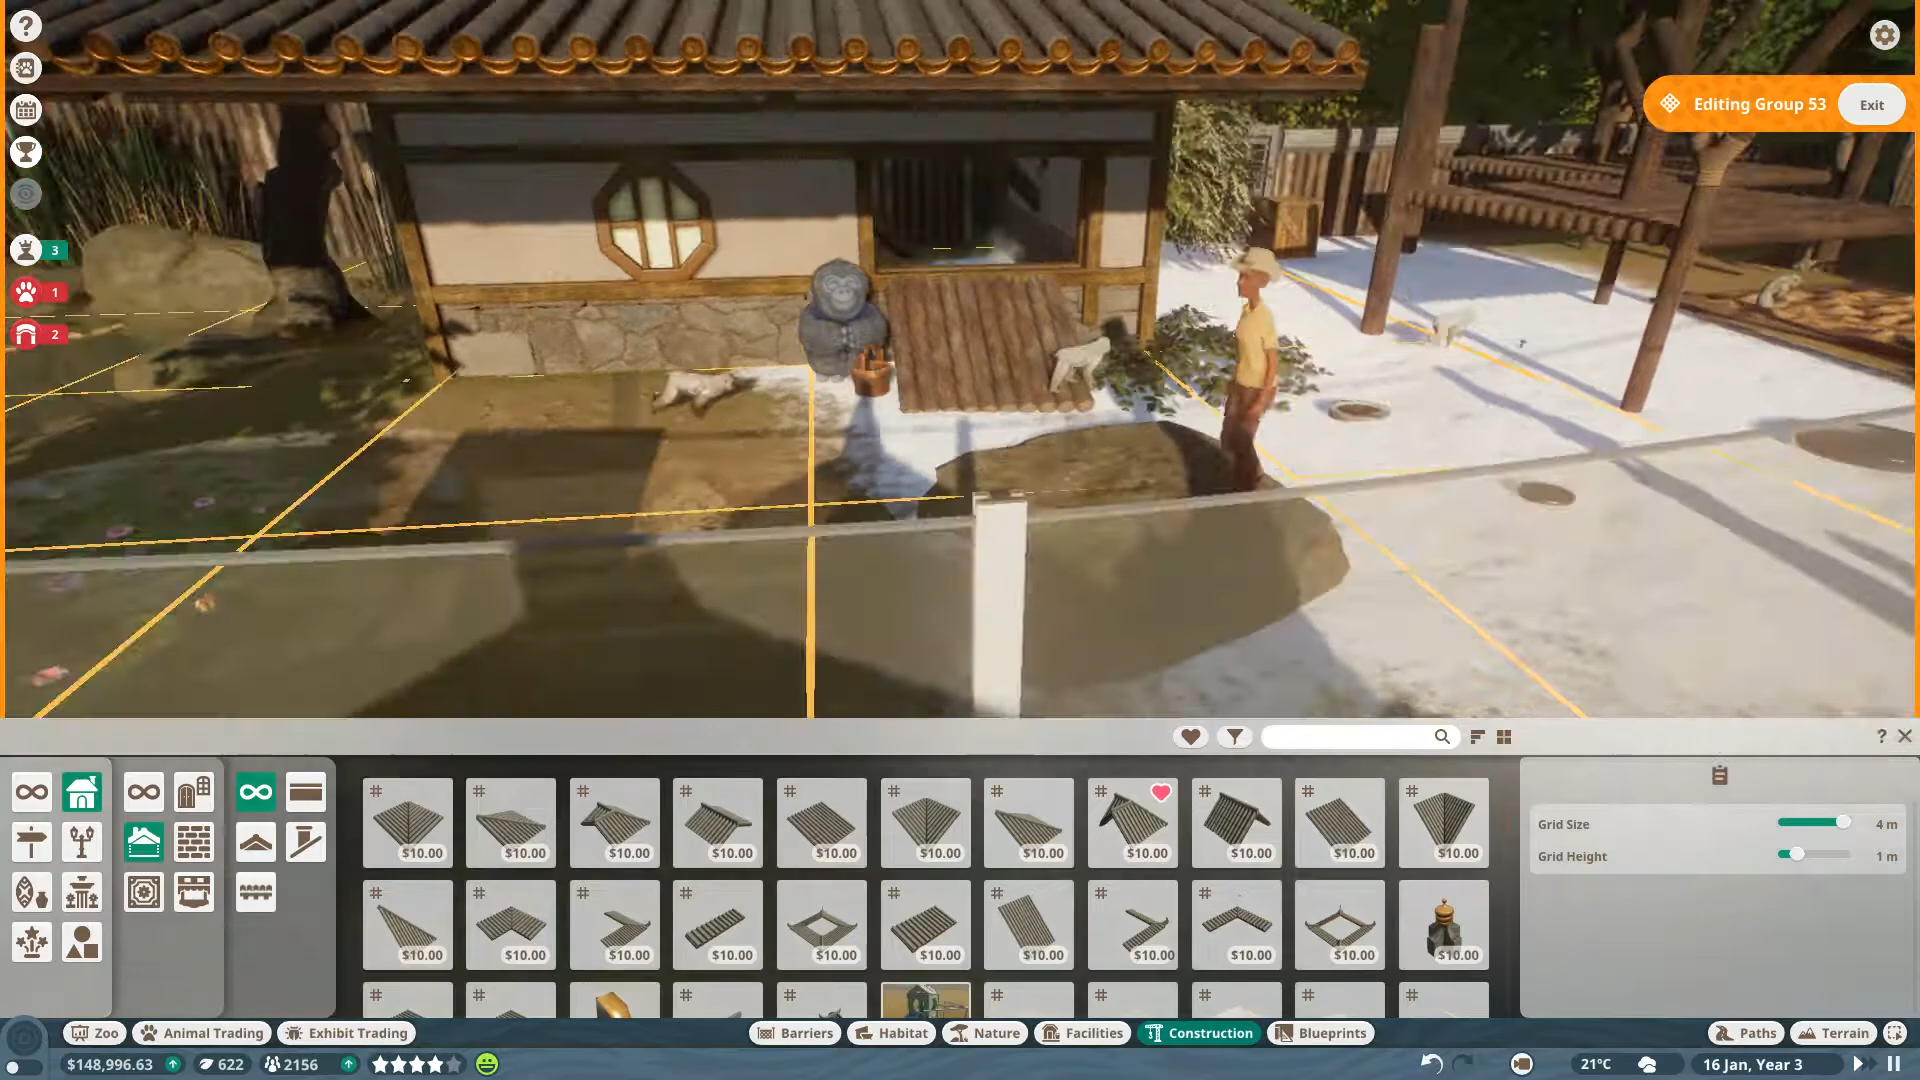 ?
Editing Group 53
Exit
3
1
2
?
$10.00 $10.00 $10.00 $10.00 $10.00 $10.00 $10.00 $10.00 $10.00 $10.00 $10.00
$10.00 $10.00 $10.00 $10.00 $10.00 $10.00 $10.00 $10.00 $10.00 $10.00 $10.00
Grid Size 4 m
Grid Height 1 m
Zoo Animal Trading Exhibit Trading Barriers Habitat Nature Facilities Construction Blueprints Paths Terrain
$148,996.63 622 2156 21°C 16 Jan, Year 3